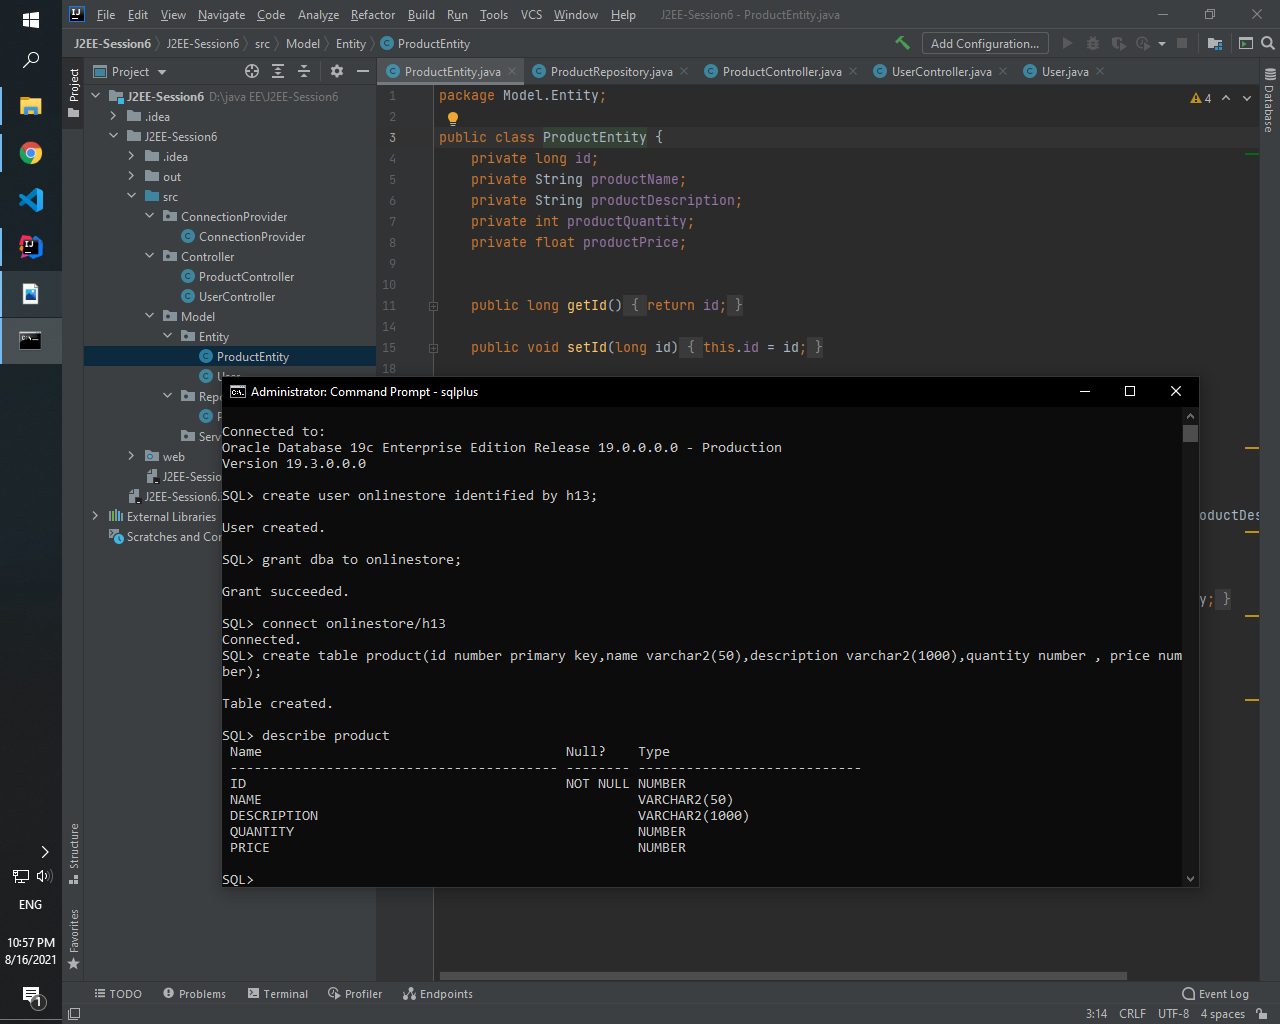 File Edit View Navigate Code Analyze Refactor Build Run Tools VCS Window Help J2EE-Session6 - ProductEntity.java
J2EE-Session6 J2EE-Session6 src Model Entity ProductEntity Add Configuration...
Project
Project
ProductEntity.java ProductRepository.java ProductController.java UserController.java User.java
Database
J2EE-Session6 D:\java EE\J2EE-Session6
.idea
J2EE-Session6
.idea
out
src
ConnectionProvider
ConnectionProvider
Controller
ProductController
UserController
Model
Entity
ProductEntity
Rep
Serv
web
J2EE-Sessio
J2EE-Session6.
External Libraries
Scratches and Con
4
1 package Model.Entity;
2
3 public class ProductEntity {
4 private long id;
5 private String productName;
6 private String productDescription;
7 private int productQuantity;
8 private float productPrice;
9
10
11 public long getId() { return id; }
14
15 public void setId(long id) { this.id = id; }
18
oductDes
y; }
Administrator: Command Prompt - sqlplus
Connected to:
Oracle Database 19c Enterprise Edition Release 19.0.0.0.0 - Production
Version 19.3.0.0.0
SQL> create user onlinestore identified by h13;
User created.
SQL> grant dba to onlinestore;
Grant succeeded.
SQL> connect onlinestore/h13
Connected.
SQL> create table product(id number primary key,name varchar2(50),description varchar2(1000),quantity number , price num
ber);
Table created.
SQL> describe product
Name Null? Type
----------------------------------------- -------- ----------------------------
ID NOT NULL NUMBER
NAME VARCHAR2(50)
DESCRIPTION VARCHAR2(1000)
QUANTITY NUMBER
PRICE NUMBER
SQL>
Structure
Favorites
ENG
10:57 PM
8/16/2021
1
TODO Problems Terminal Profiler Endpoints Event Log
3:14 CRLF UTF-8 4 spaces